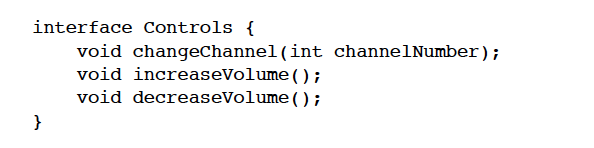 interface Controls {
    void changeChannel(int channelNumber);
    void increaseVolume();
    void decreaseVolume();
}